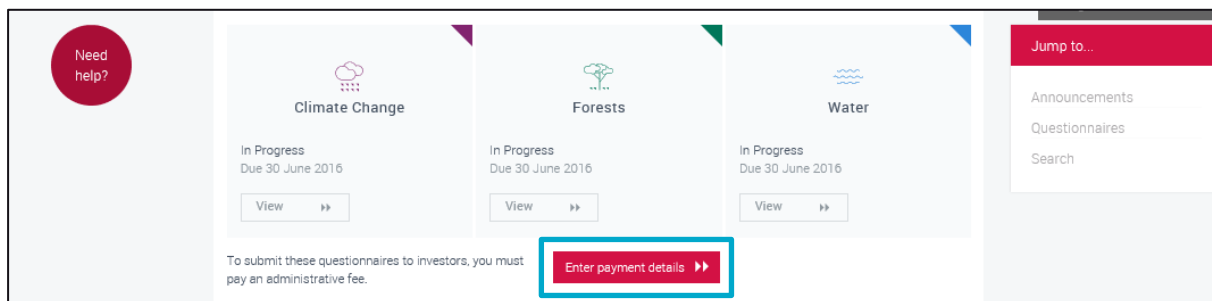 Need
help?
Climate Change
In Progress
Due 30 June 2016
View
Forests
In Progress
Due 30 June 2016
View
Water
In Progress
Due 30 June 2016
View
To submit these questionnaires to investors, you must
pay an administrative fee.
Enter payment details
Jump to...
Announcements
Questionnaires
Search